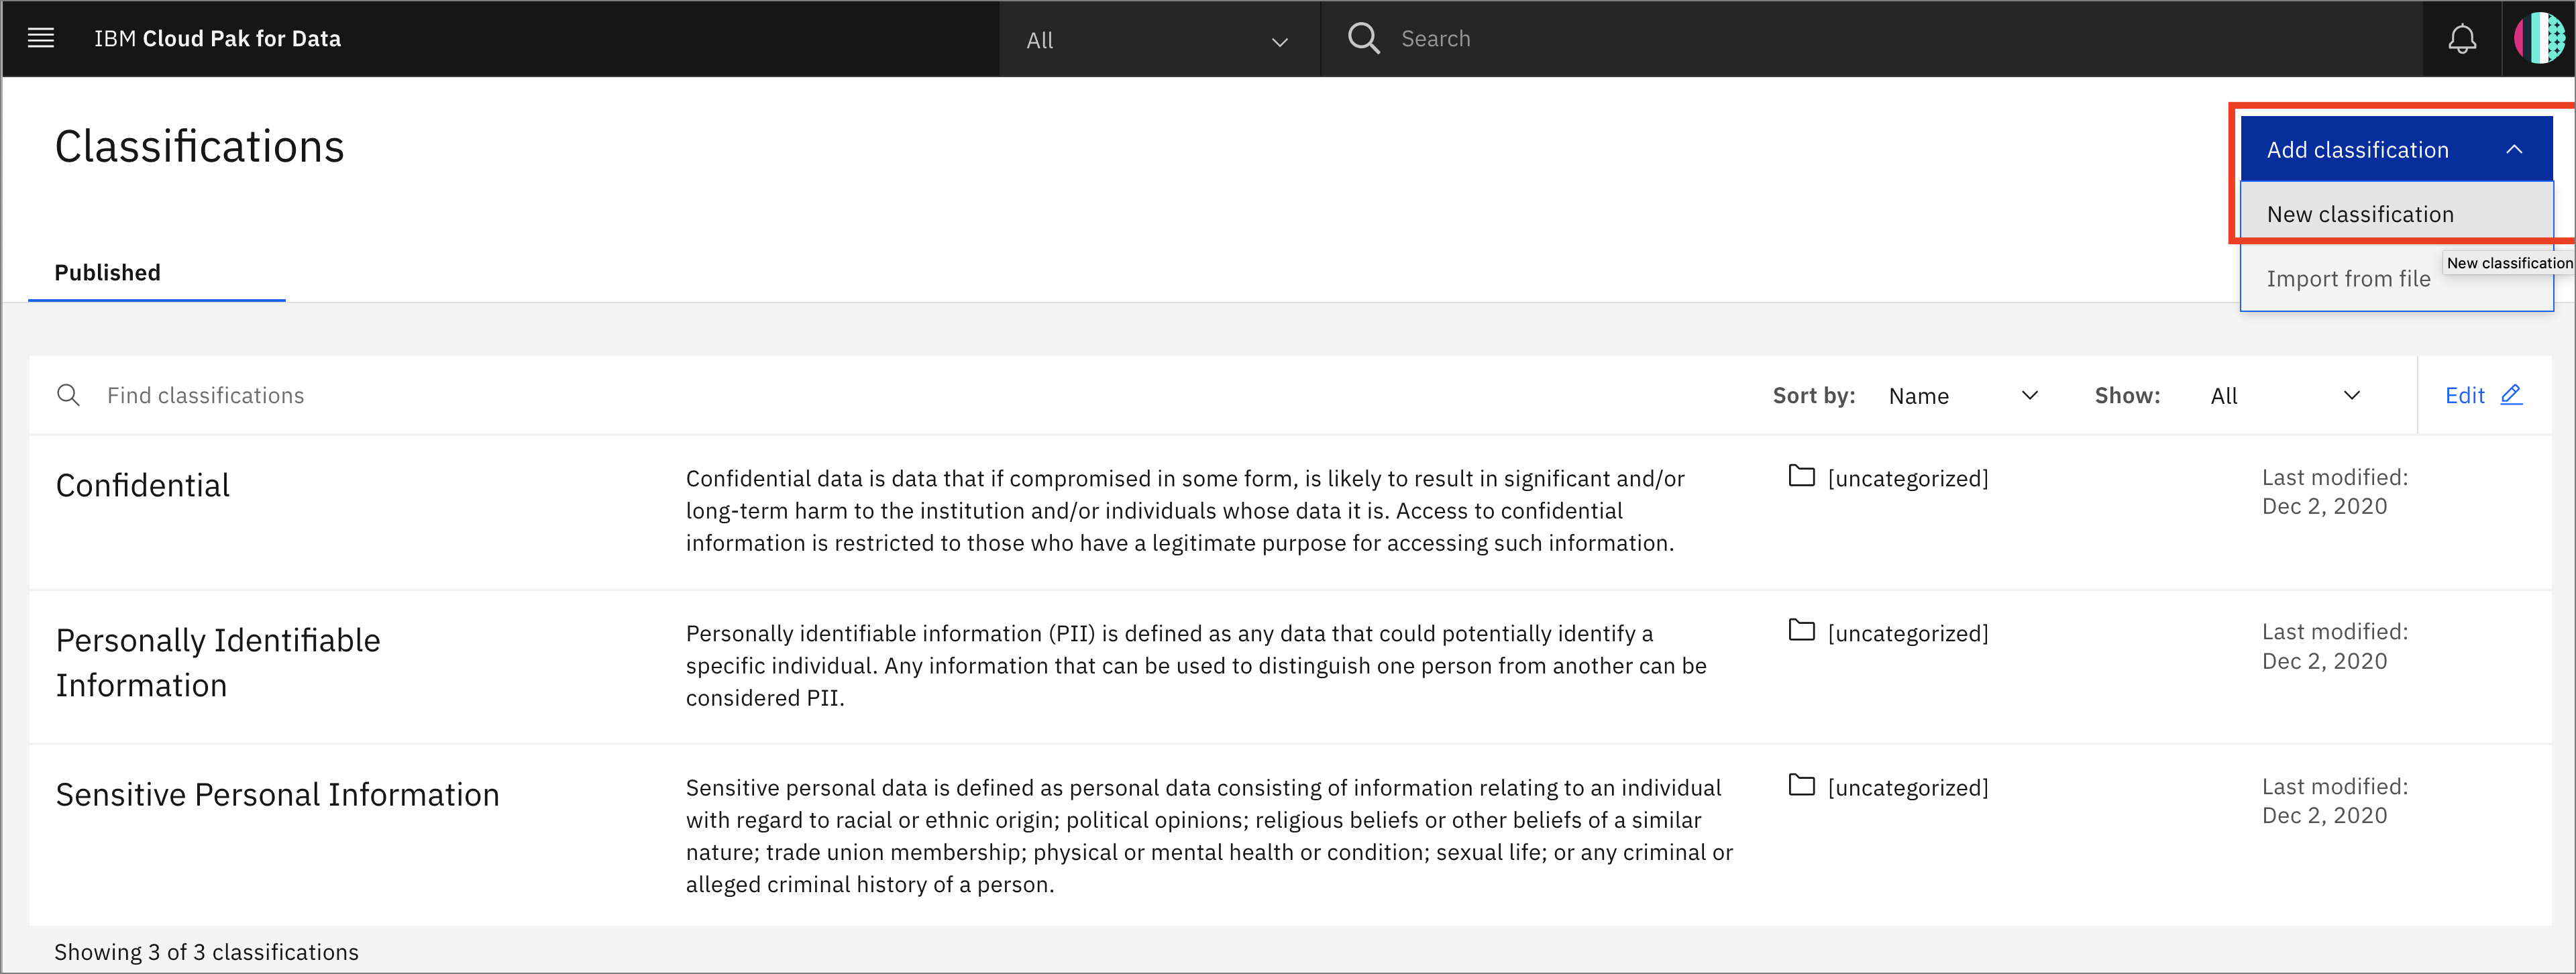 IBM Cloud Pak for Data
All
Search
Classifications
Add classification
New classification
New classification
Import from file
Published
Find classifications
Sort by: Name
Show: All
Edit
Confidential
Confidential data is data that if compromised in some form, is likely to result in significant and/or
long-term harm to the institution and/or individuals whose data it is. Access to confidential
information is restricted to those who have a legitimate purpose for accessing such information.
[uncategorized]
Last modified:
Dec 2, 2020
Personally Identifiable
Information
Personally identifiable information (PII) is defined as any data that could potentially identify a
specific individual. Any information that can be used to distinguish one person from another can be
considered PII.
[uncategorized]
Last modified:
Dec 2, 2020
Sensitive Personal Information
Sensitive personal data is defined as personal data consisting of information relating to an individual
with regard to racial or ethnic origin; political opinions; religious beliefs or other beliefs of a similar
nature; trade union membership; physical or mental health or condition; sexual life; or any criminal or
alleged criminal history of a person.
[uncategorized]
Last modified:
Dec 2, 2020
Showing 3 of 3 classifications